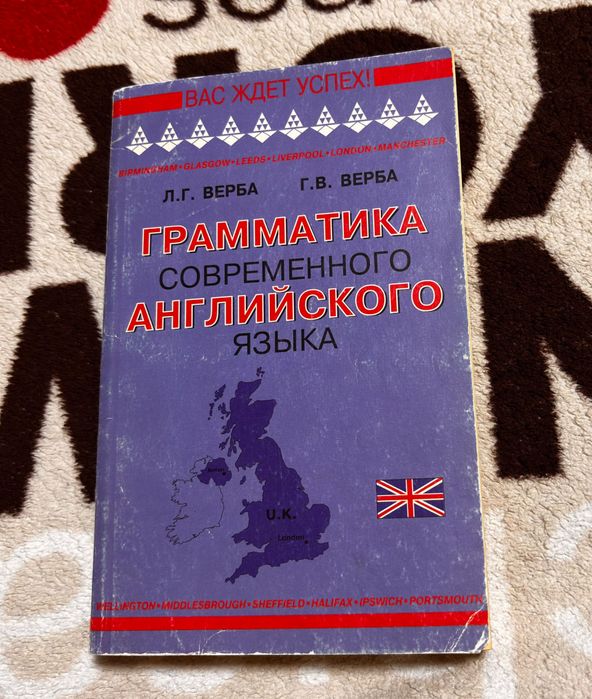 ВАС ЖДЕТ УСПЕХ!
BIRMINGHAM•GLASGOW•LEEDS•LIVERPOOL•LONDON•MANCHESTER
Л.Г. ВЕРБА Г.В. ВЕРБА
ГРАММАТИКА
СОВРЕМЕННОГО
АНГЛИЙСКОГО
ЯЗЫКА
U.K.
London
WELLINGTON•MIDDLESBROUGH•SHEFFIELD•HALIFAX•IPSWICH•PORTSMOUTH